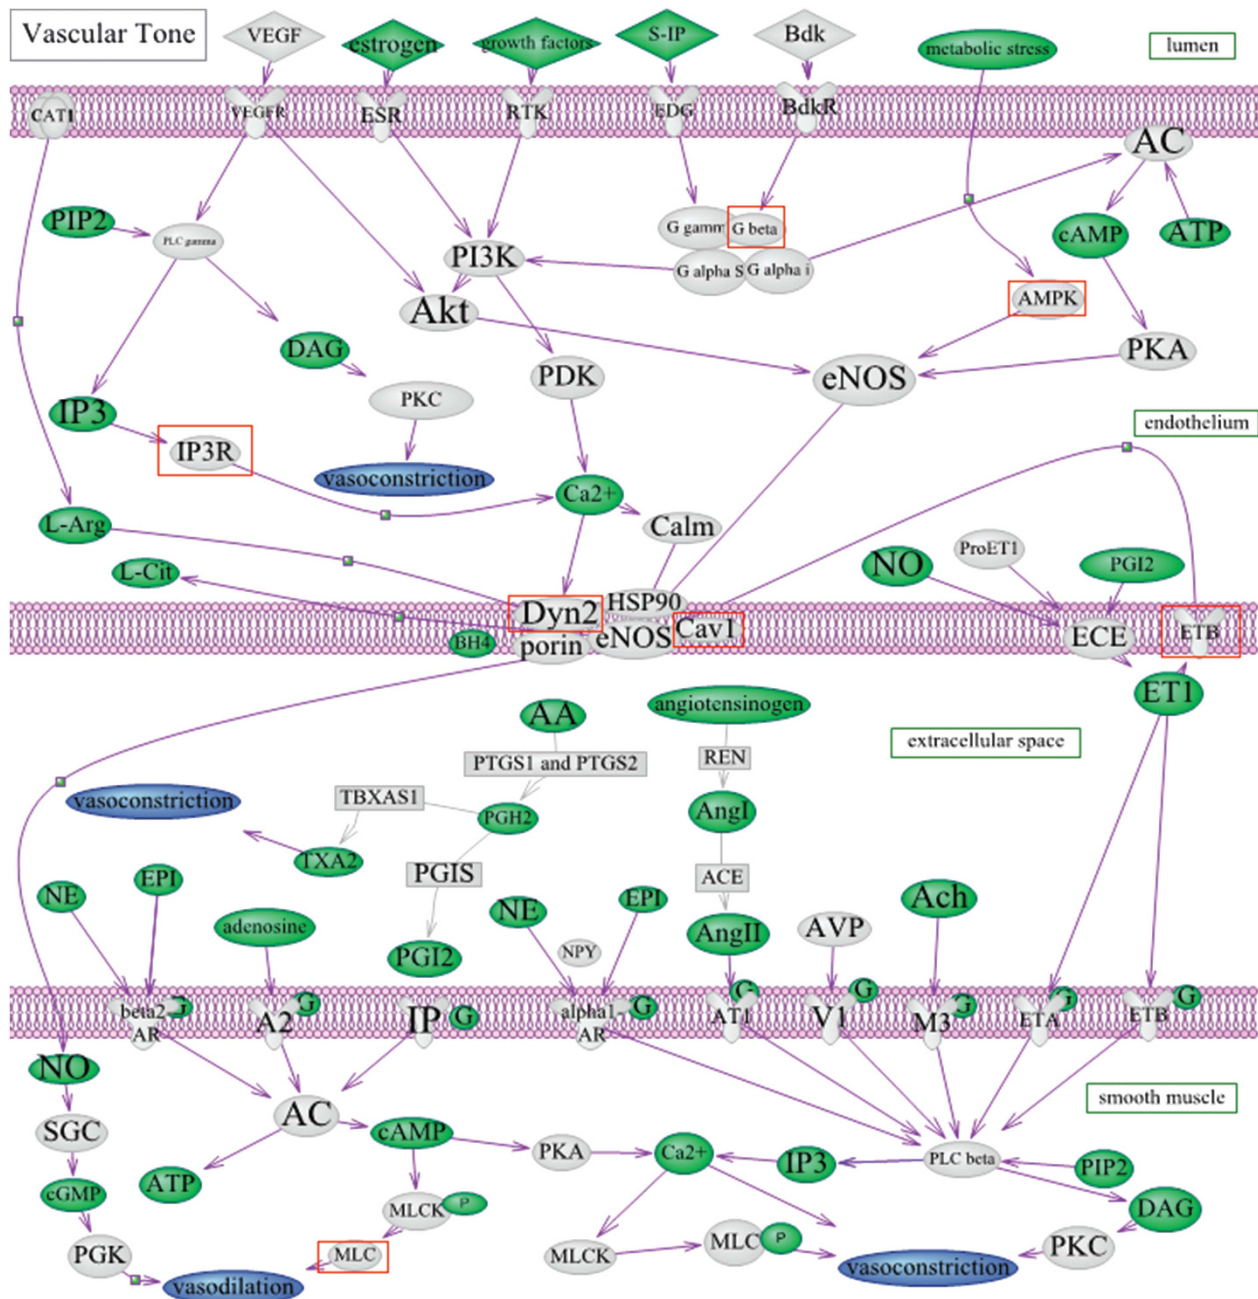 Vascular Tone
VEGF
estrogen
growth factors
S-IP
Bdk
metabolic stress
lumen
CAT1
VEGFR
ESR
RTK
EDG
BdkR
AC
PIP2
PLC gamma
PI3K
G gamm
G beta
G alpha S
G alpha i
cAMP
ATP
Akt
AMPK
DAG
PDK
eNOS
PKA
IP3
PKC
IP3R
vasoconstriction
endothelium
Ca2+
Calm
L-Arg
L-Cit
NO
ProET1
PGI2
Dyn2
HSP90
BH4
porin
eNOS
Cav1
ECE
ETB
ET1
AA
angiotensinogen
extracellular space
PTGS1 and PTGS2
REN
vasoconstriction
TBXAS1
PGH2
AngI
TXA2
PGIS
ACE
NE
EPI
adenosine
PGI2
NE
EPI
NPY
AngII
AVP
Ach
beta2
AR
G
A2
G
IP
G
alpha1
AR
G
AT1
G
V1
G
M3
G
ETA
G
ETB
G
NO
smooth muscle
SGC
AC
cAMP
PKA
Ca2+
IP3
PLC beta
PIP2
cGMP
ATP
MLCK
P
DAG
PGK
MLC
MLCK
MLC
P
PKC
vasodilation
vasoconstriction